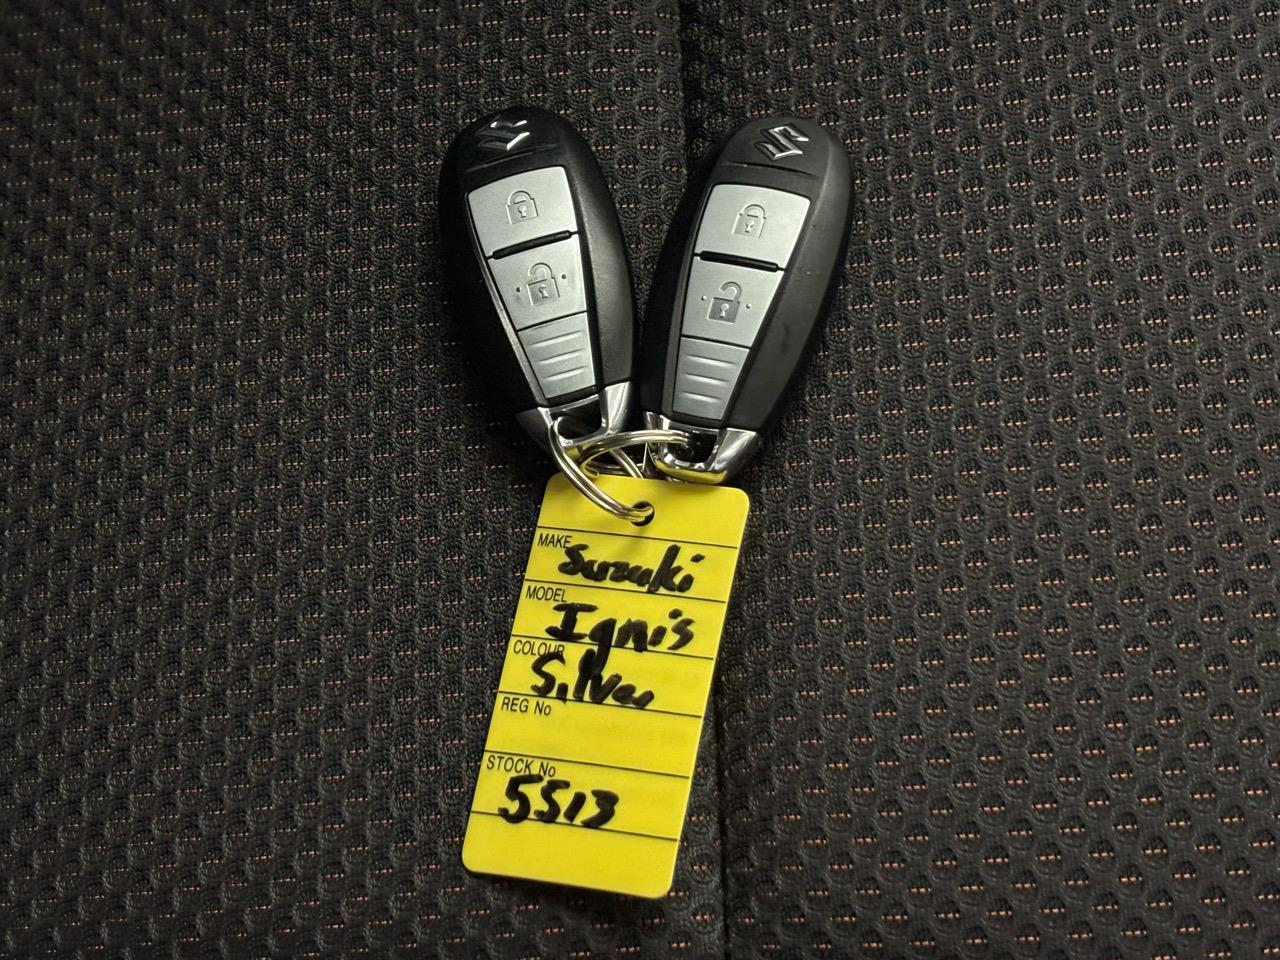 MAKE Suzuki
MODEL Ignis
COLOUR Silver
REG No
STOCK No
5513